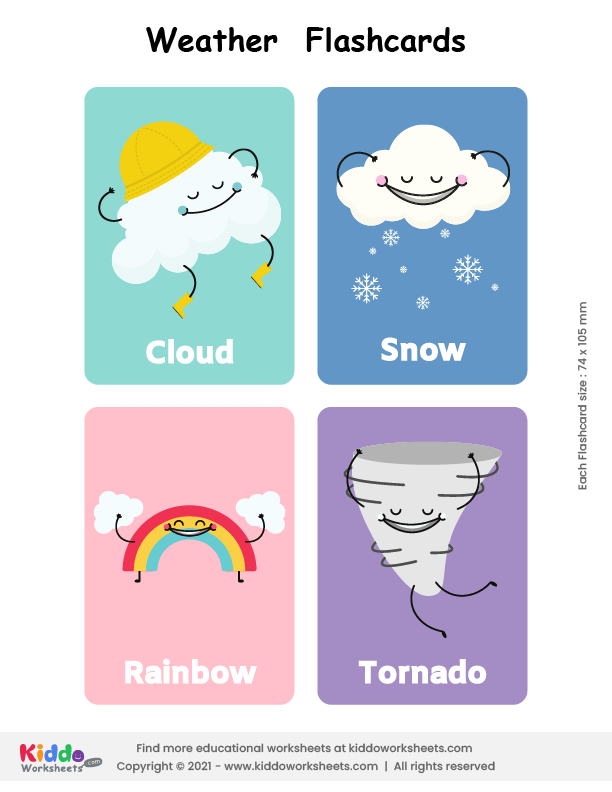 Weather Flashcards
Cloud
Snow
Each Flashcard size : 74 x 105 mm
Rainbow
Tornado
Kiddo
Worksheets
.com
Find more educational worksheets at kiddoworksheets.com
Copyright © 2021 - www.kiddoworksheets.com | All rights reserved